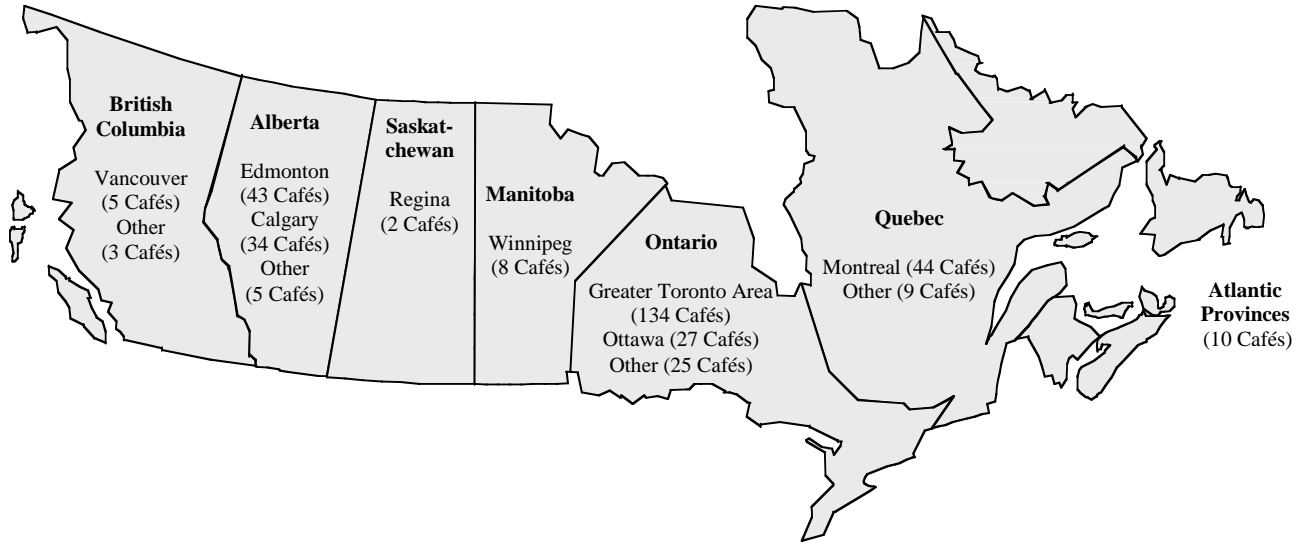 British
Columbia
Vancouver
(5 Cafés)
Other
(3 Cafés)
Alberta
Edmonton
(43 Cafés)
Calgary
(34 Cafés)
Other
(5 Cafés)
Saskat-
chewan
Regina
(2 Cafés)
Manitoba
Winnipeg
(8 Cafés)
Ontario
Greater Toronto Area
(134 Cafés)
Ottawa (27 Cafés)
Other (25 Cafés)
Quebec
Montreal (44 Cafés)
Other (9 Cafés)
Atlantic
Provinces
(10 Cafés)